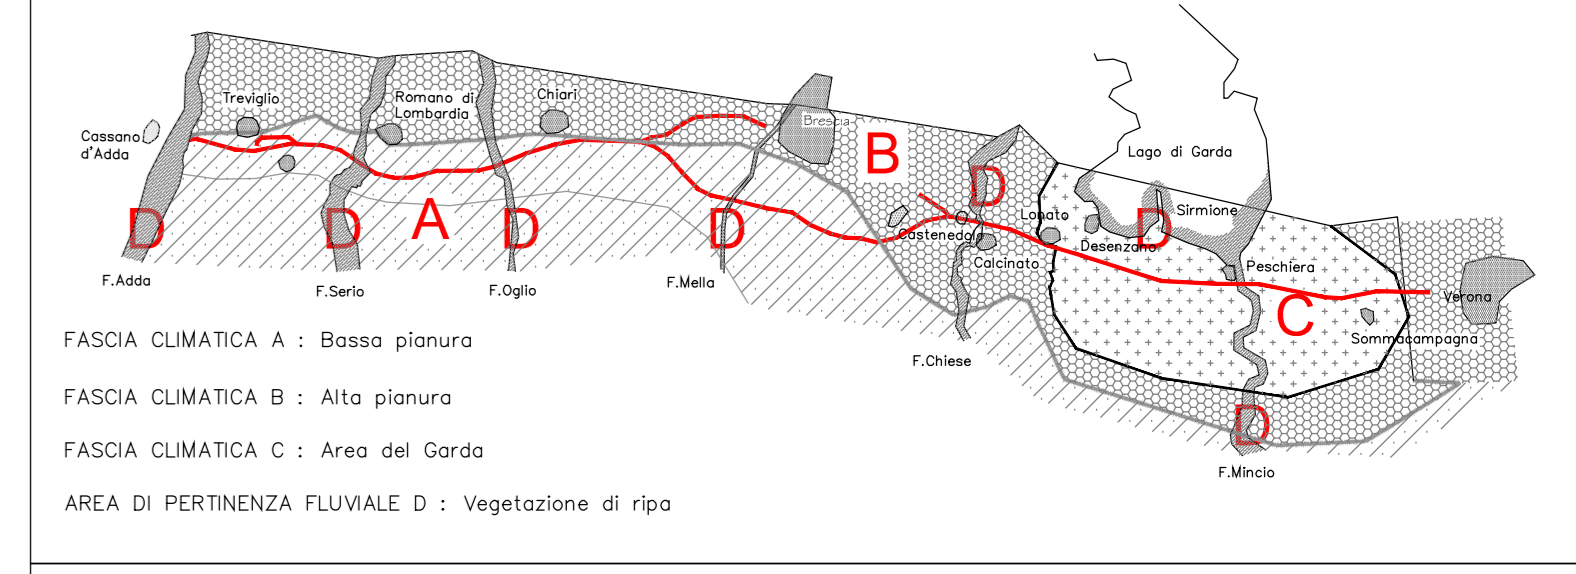 Treviglio
Romano di
Lombardia
Chiari
Cassano
d'Adda
Brescia
B
Lago di Garda
D
D
D
D
D
D
A
Lonato
Sirmione
Castenedolo
Desenzano
Calcinato
Peschiera
F.Adda
F.Serio
F.Oglio
F.Mella
Verona
C
Sommacampagna
F.Chiese
D
F.Mincio
FASCIA CLIMATICA A : Bassa pianura
FASCIA CLIMATICA B : Alta pianura
FASCIA CLIMATICA C : Area del Garda
AREA DI PERTINENZA FLUVIALE D : Vegetazione di ripa